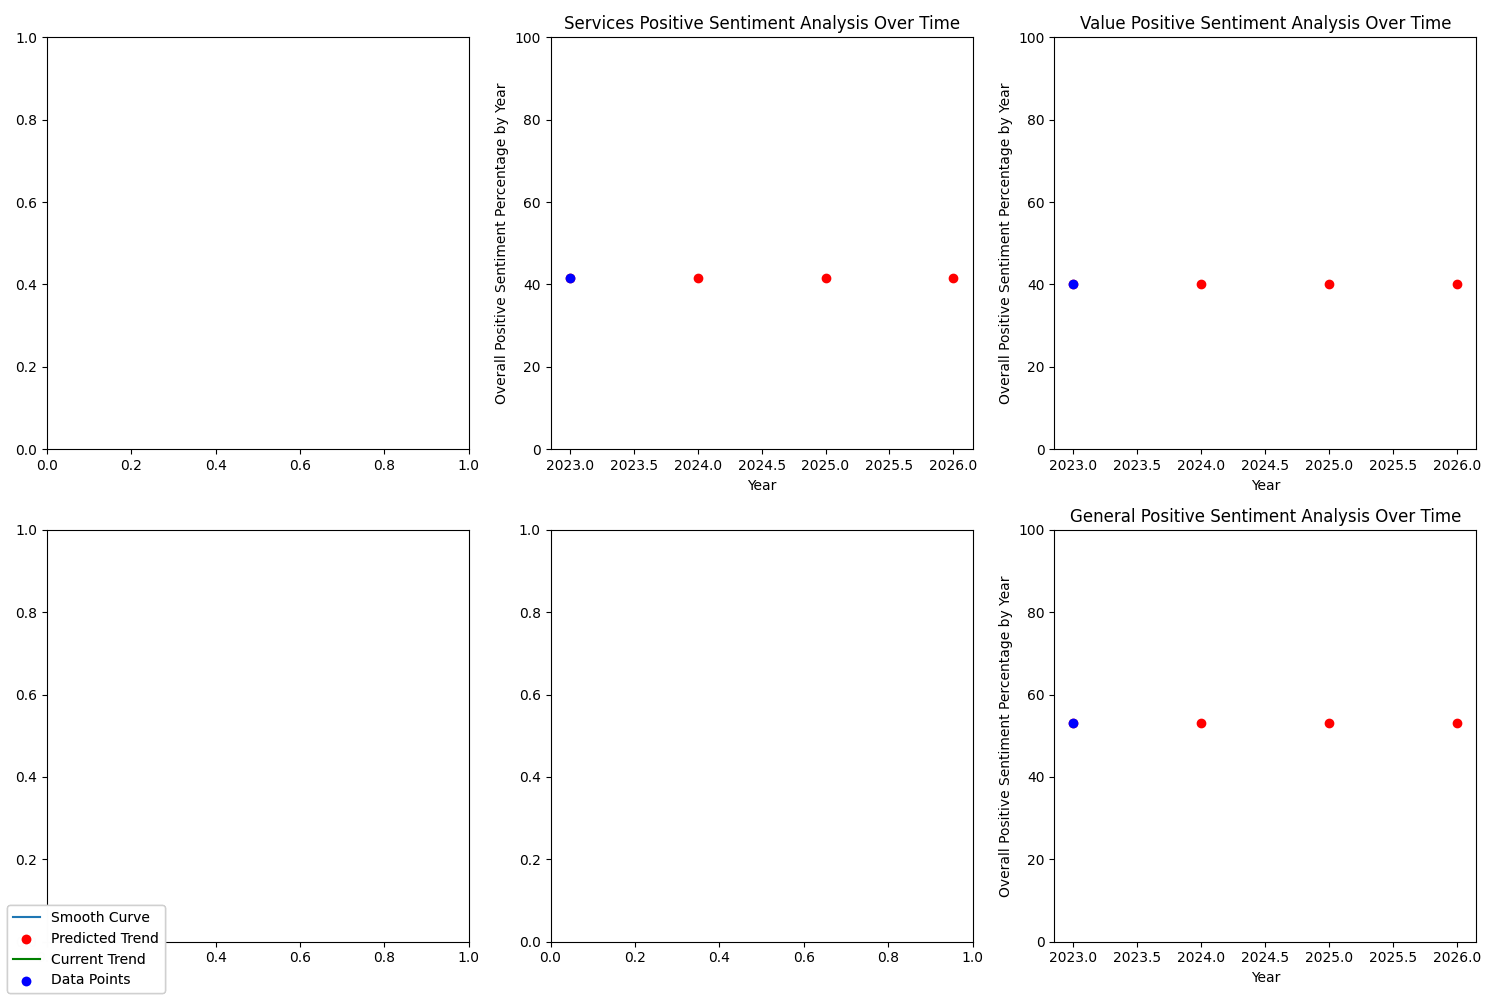 Services Positive Sentiment Analysis Over Time
Value Positive Sentiment Analysis Over Time
1.0
0.8
0.6
0.4
0.2
0.0
0.0 0.2 0.4 0.6 0.8 1.0
Overall Positive Sentiment Percentage by Year
100
80
60
40
20
0
2023.0 2023.5 2024.0 2024.5 2025.0 2025.5 2026.0
Year
Overall Positive Sentiment Percentage by Year
100
80
60
40
20
0
2023.0 2023.5 2024.0 2024.5 2025.0 2025.5 2026.0
Year
General Positive Sentiment Analysis Over Time
1.0
0.8
0.6
0.4
0.2
0.4 0.6 0.8 1.0
Smooth Curve
Predicted Trend
Current Trend
Data Points
1.0
0.8
0.6
0.4
0.2
0.0
0.0 0.2 0.4 0.6 0.8 1.0
Overall Positive Sentiment Percentage by Year
100
80
60
40
20
0
2023.0 2023.5 2024.0 2024.5 2025.0 2025.5 2026.0
Year